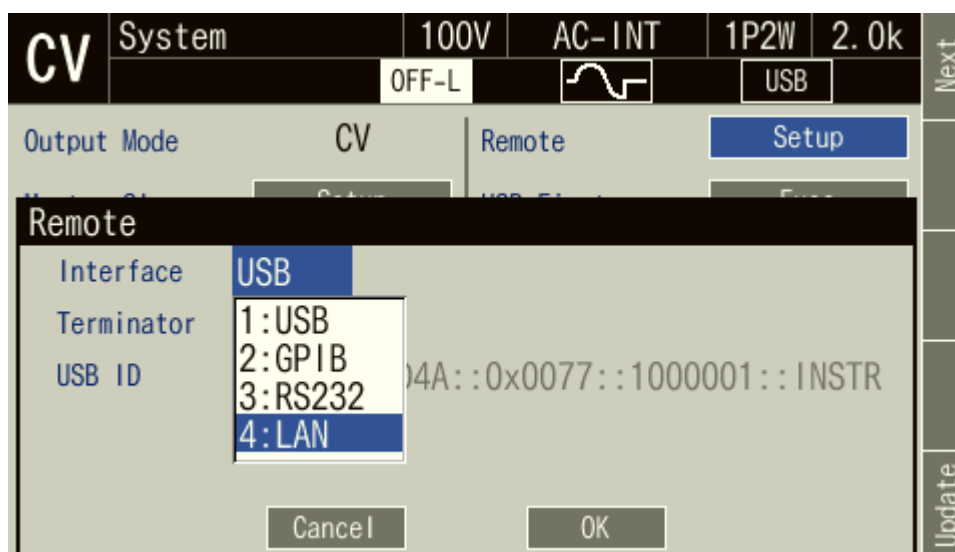 CV System 100V AC-INT 1P2W 2.0k
OFF-L USB
Next
Output Mode CV Remote Setup
Remote
Interface USB
Terminator 1:USB
2:GPIB
USB ID 04A::0x0077::1000001::INSTR
3:RS232
4:LAN
Cancel OK
Update